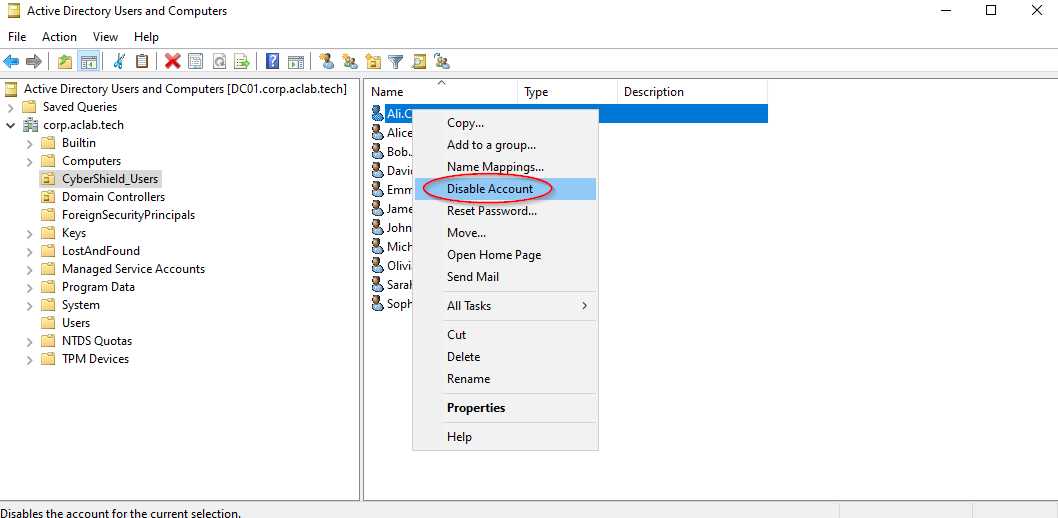 Active Directory Users and Computers
File Action View Help
Active Directory Users and Computers [DC01.corp.aclab.tech]
Saved Queries
corp.aclab.tech
Builtin
Computers
CyberShield_Users
Domain Controllers
ForeignSecurityPrincipals
Keys
LostAndFound
Managed Service Accounts
Program Data
System
Users
NTDS Quotas
TPM Devices
Name Type Description
Ali.C
Alice
Bob.
Davi
Emm
Jame
John
Mich
Olivi
Sarah
Soph
Copy...
Add to a group...
Name Mappings...
Disable Account
Reset Password...
Move...
Open Home Page
Send Mail
All Tasks
Cut
Delete
Rename
Properties
Help
Disables the account for the current selection.